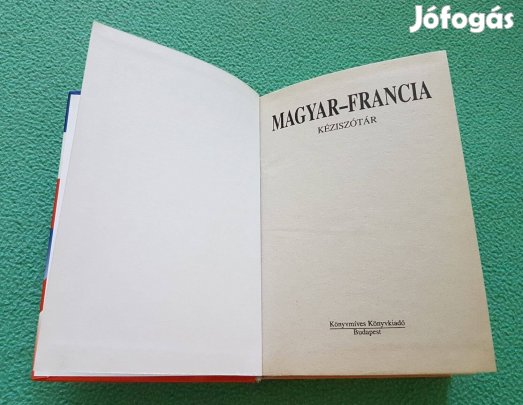 Jófogás
MAGYAR–FRANCIA
KÉZISZÓTÁR
Könyvmíves Könyvkiadó
Budapest